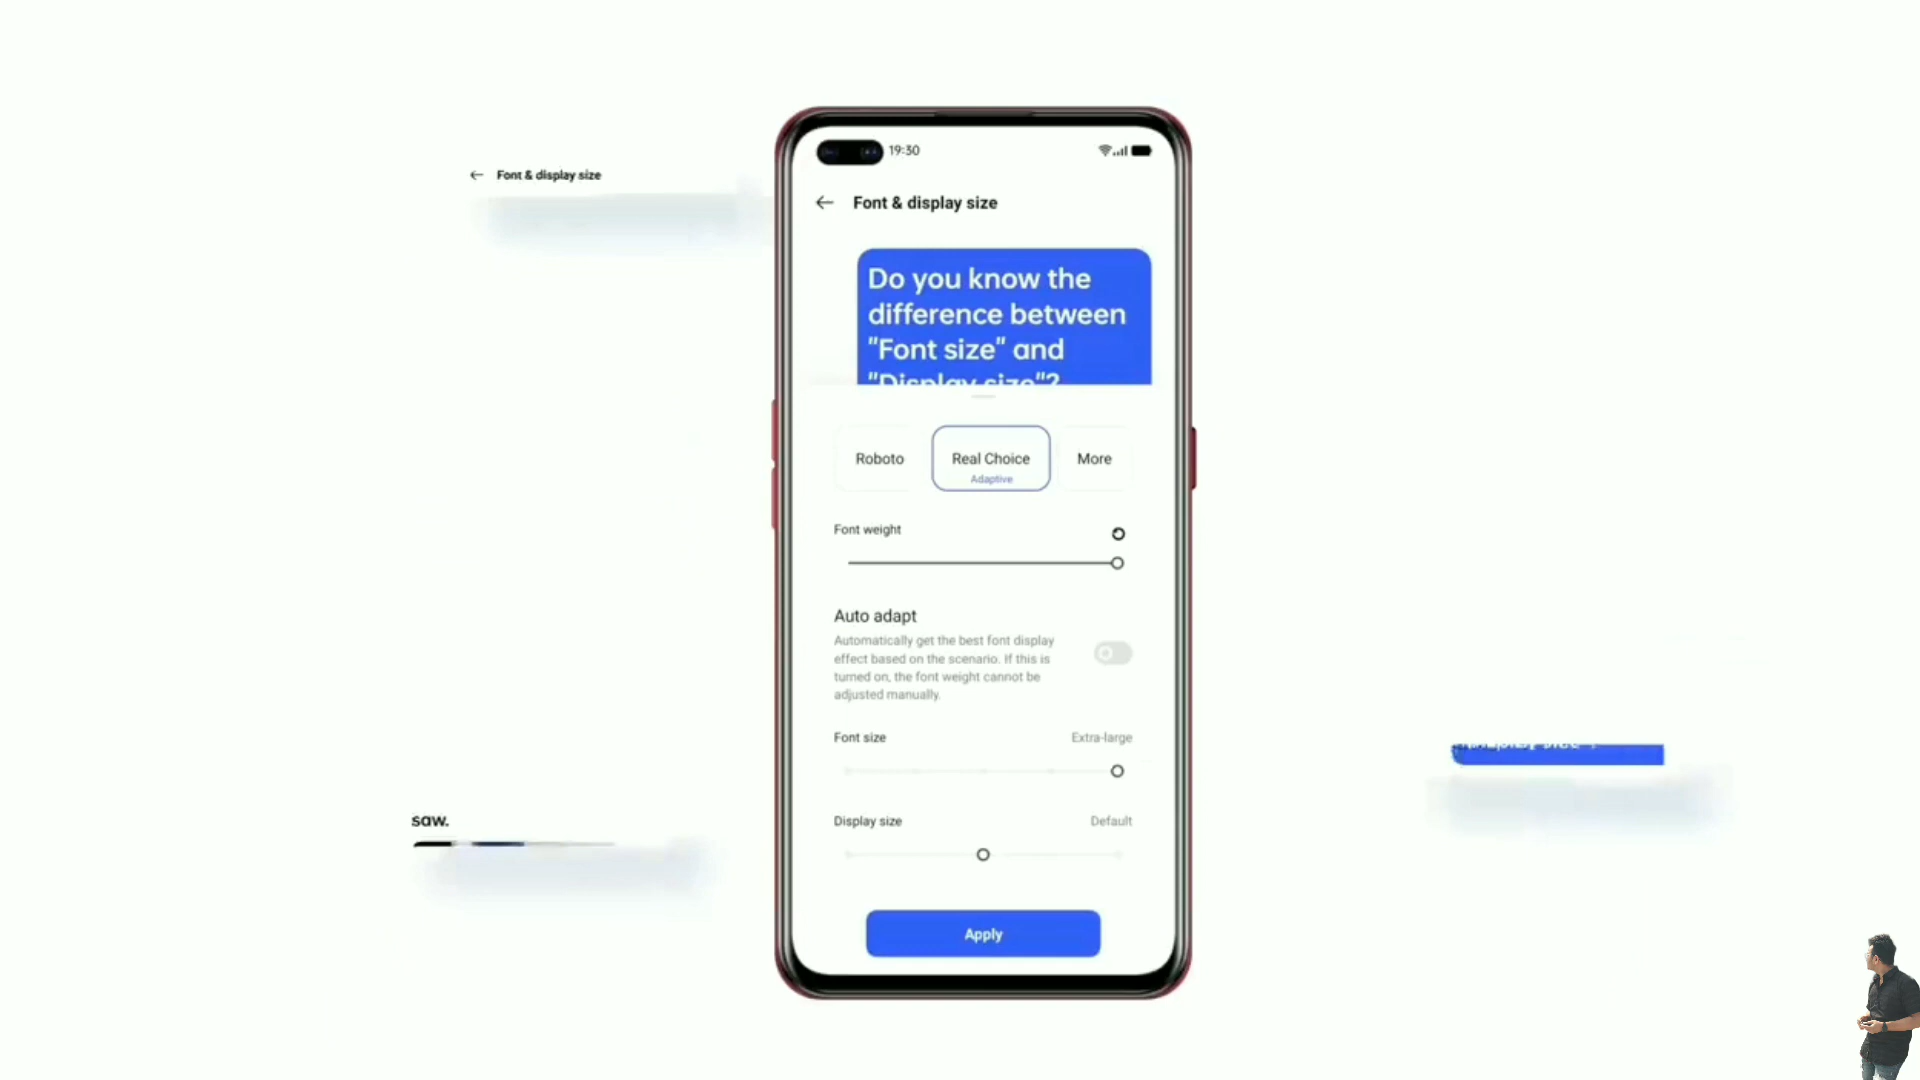 Font & display size
19:30
Font & display size
Do you know the
difference between
"Font size" and
"Display size"?
Roboto
Real Choice
Adaptive
More
Font weight
Auto adapt
Automatically get the best font display
effect based on the scenario. If this is
turned on, the font weight cannot be
adjusted manually.
Font size
Extra-large
Display size
Default
saw.
Apply